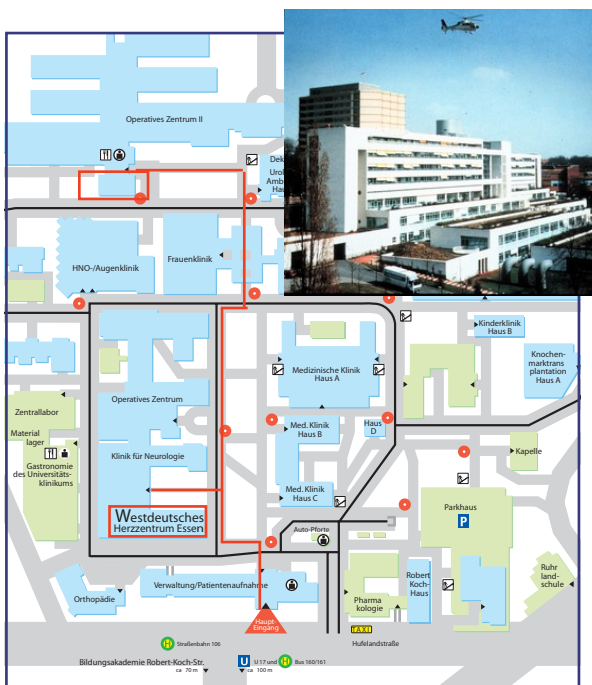 Operatives Zentrum II
Dek
Urol
Amb
Hau
HNO-/Augenklinik
Frauenklinik
Kinderklinik
Haus B
Knochen-
marktrans
plantation
Haus A
Medizinische Klinik
Haus A
Operatives Zentrum
Zentrallabor
Material
lager
Gastronomie
des Universitäts-
klinikums
Klinik für Neurologie
Med. Klinik
Haus B
Haus
D
Kapelle
Med. Klinik
Haus C
Parkhaus
P
Westdeutsches
Herzzentrum Essen
Auto-Pforte
Verwaltung/Patientenaufnahme
Orthopädie
Pharma
kologie
Robert
Koch-
Haus
Ruhr
land-
schule
Haupt-
Eingang
TAXI
Hufelandstraße
H Straßenbahn 106
Bildungsakademie Robert-Koch-Str.
ca 70 m
U U 17 und H Bus 160/161
ca 100 m